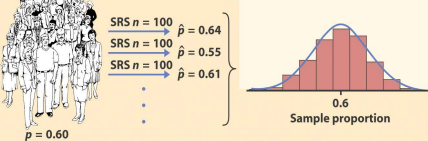 SRS n = 100
p̂ = 0.64
SRS n = 100
p̂ = 0.55
SRS n = 100
p̂ = 0.61
p = 0.60
0.6
Sample proportion